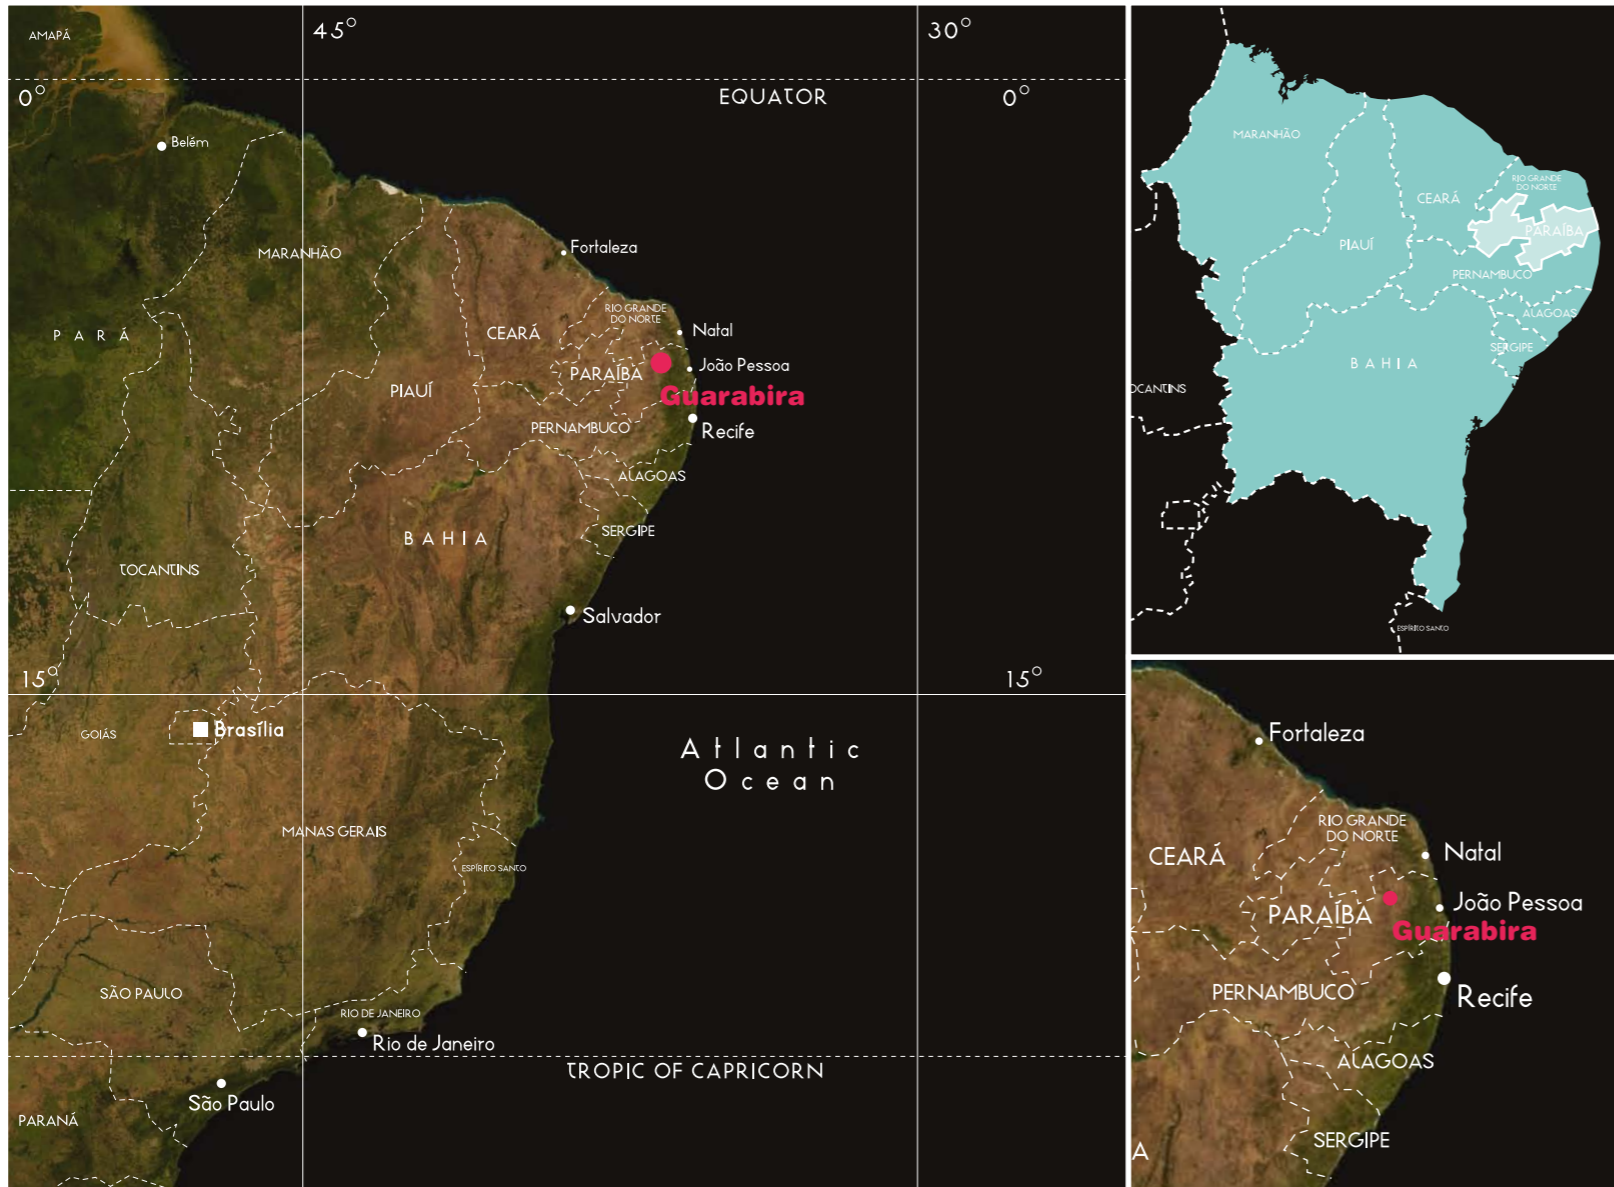 AMAPÁ
45°
30°
0°
EQUATOR
0°
Belém
MARANHÃO
Fortaleza
PARÁ
RIO GRANDE
DO NORTE
CEARÁ
Natal
João Pessoa
PARAÍBA
PIAUÍ
Guarabira
PERNAMBUCO
Recife
ALAGOAS
BAHIA
SERGIPE
TOCANTINS
Salvador
15°
15°
GOIÁS
Brasília
Atlantic
Ocean
MANAS GERAIS
ESPÍRITO SANTO
SÃO PAULO
RIO DE JANEIRO
Rio de Janeiro
TROPIC OF CAPRICORN
São Paulo
PARANÁ
MARANHÃO
RIO GRANDE
DO NORTE
CEARÁ
PARAÍBA
PIAUÍ
PERNAMBUCO
ALAGOAS
SERGIPE
BAHIA
OCANTINS
ESPÍRITO SANTO
Fortaleza
RIO GRANDE
DO NORTE
CEARÁ
Natal
João Pessoa
PARAÍBA
Guarabira
PERNAMBUCO
Recife
ALAGOAS
SERGIPE
A